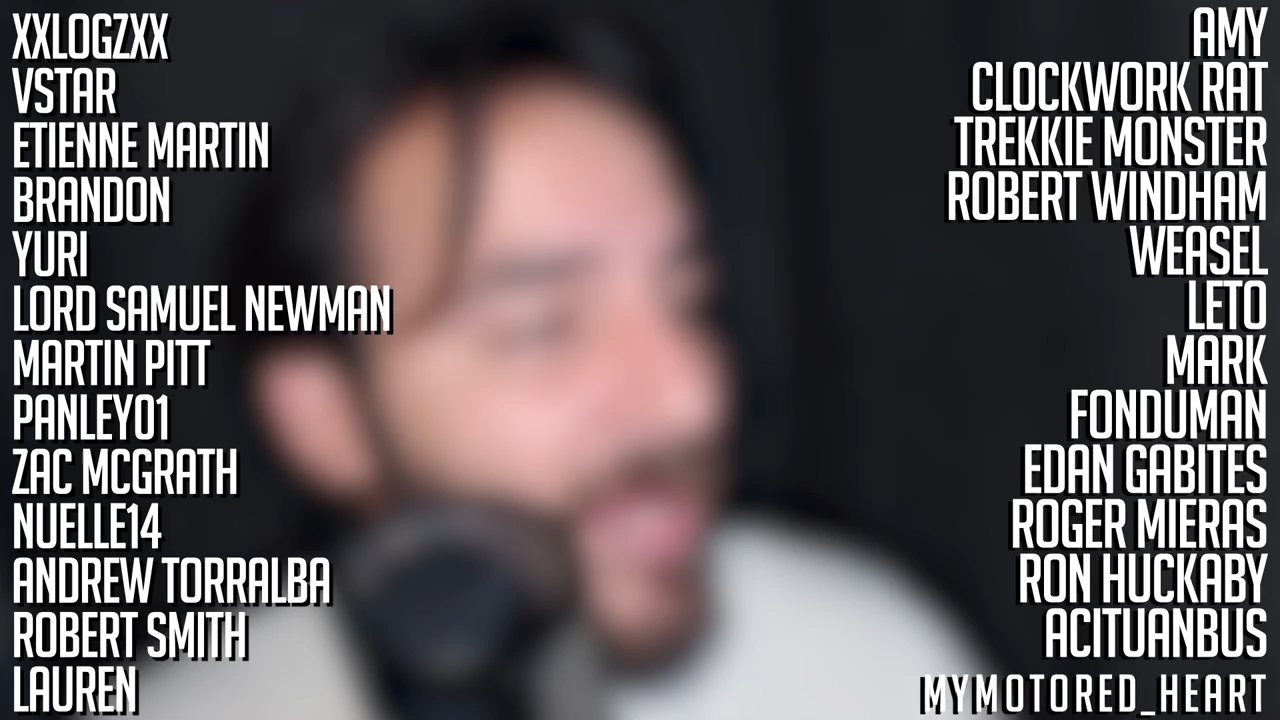 XXLOGZXX
VSTAR
ETIENNE MARTIN
BRANDON
YURI
LORD SAMUEL NEWMAN
MARTIN PITT
PANLEY01
ZAC MCGRATH
NUELLE14
ANDREW TORRALBA
ROBERT SMITH
LAUREN
AMY
CLOCKWORK RAT
TREKKIE MONSTER
ROBERT WINDHAM
WEASEL
LETO
MARK
FONDUMAN
EDAN GABITES
ROGER MIERAS
RON HUCKABY
ACITUANBUS
MYMOTORED_HEART